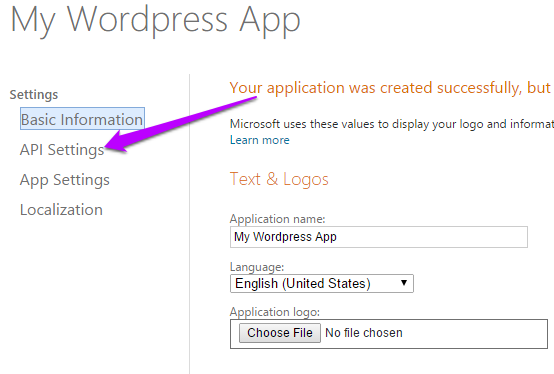 My Wordpress App
Settings
Basic Information
API Settings
App Settings
Localization
Your application was created successfully, but
Microsoft uses these values to display your logo and informat
Learn more
Text & Logos
Application name:
My Wordpress App
Language:
English (United States)
Application logo:
Choose File No file chosen